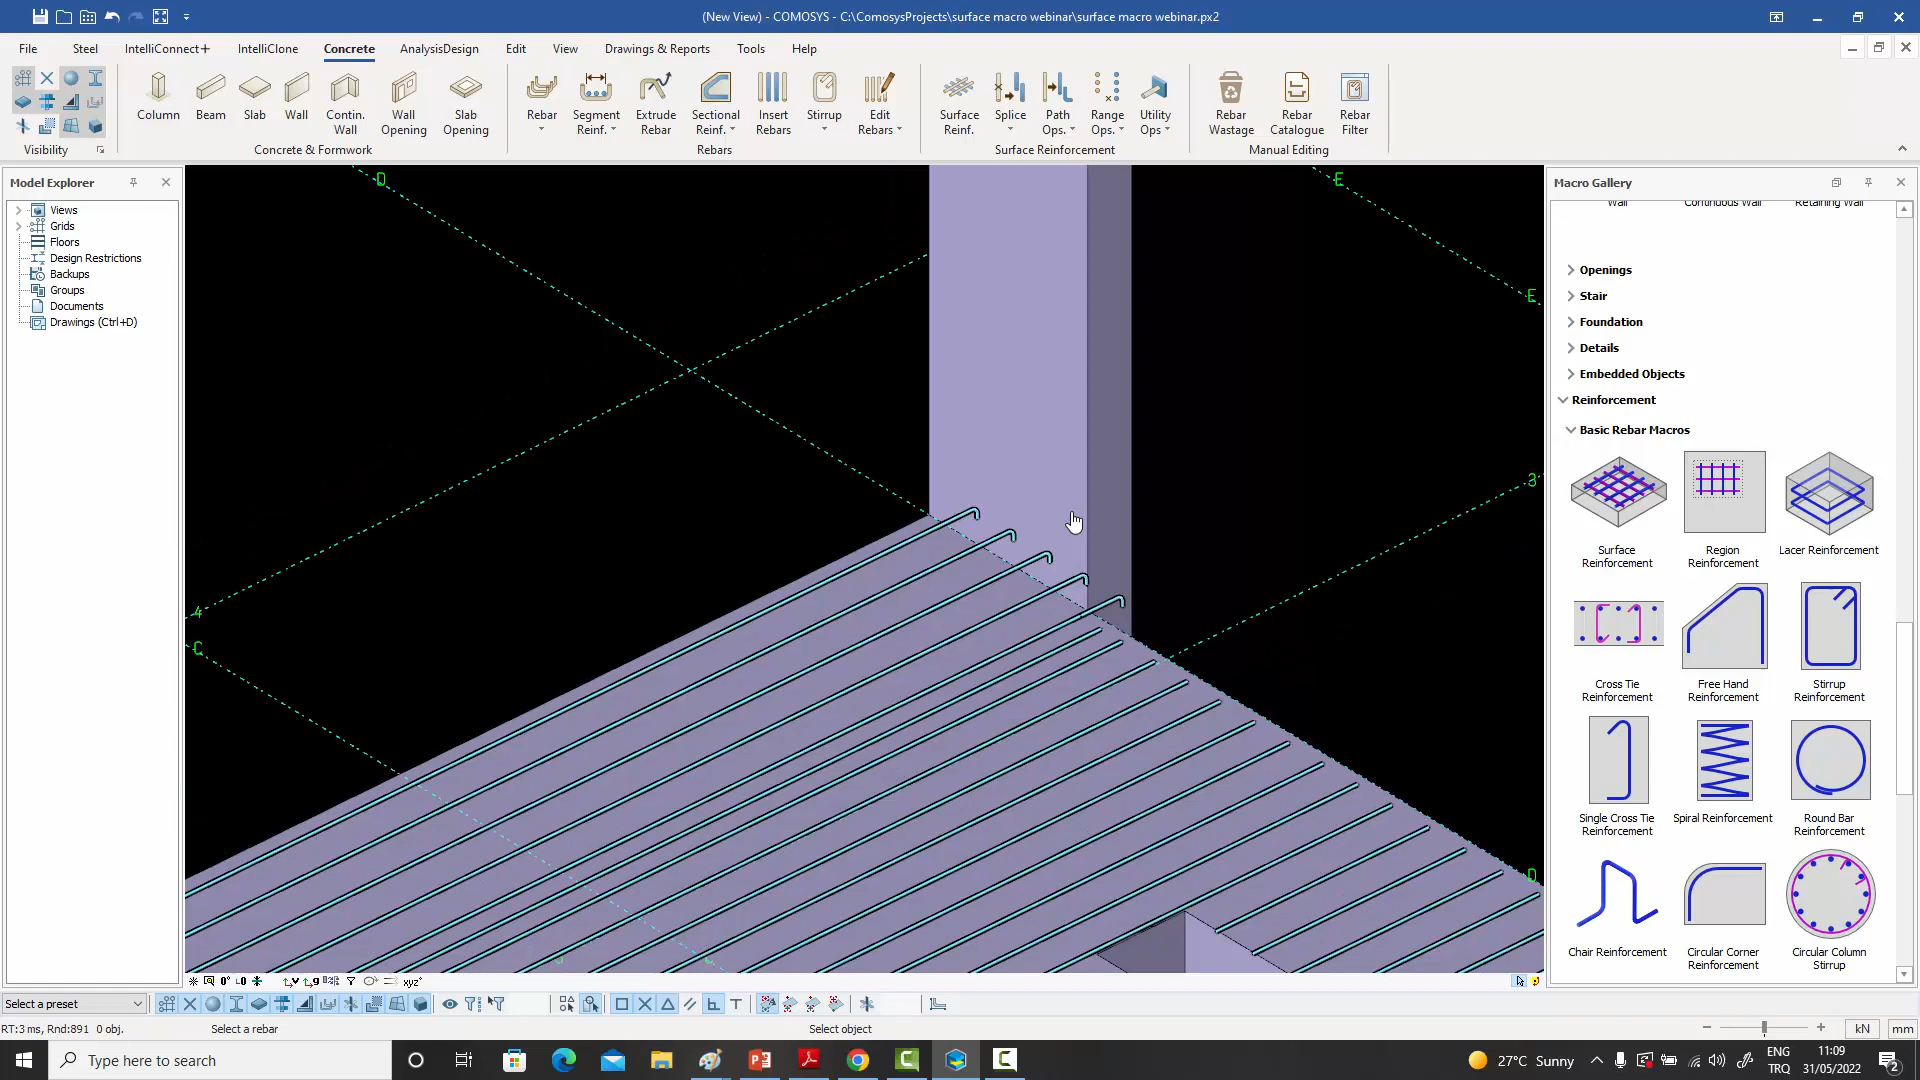 (New View) - COMOSYS - C:\ComosysProjects\surface macro webinar\surface macro webinar.px2
File Steel IntelliConnect+ IntelliClone Concrete AnalysisDesign Edit View Drawings & Reports Tools Help
Column Beam Slab Wall Contin. Wall Wall Opening Slab Opening
Rebar Segment Reinf. Extrude Rebar Sectional Reinf. Insert Rebars Stirrup Edit Rebars
Surface Reinf. Splice Path Ops. Range Ops. Utility Ops
Rebar Wastage Rebar Catalogue Rebar Filter
Visibility Concrete & Formwork Rebars Surface Reinforcement Manual Editing
Model Explorer
Views
Grids
Floors
Design Restrictions
Backups
Groups
Documents
Drawings (Ctrl+D)
D
E
E
3
4
C
D
Macro Gallery
Wall Continuous Wall Retaining Wall
Openings
Stair
Foundation
Details
Embedded Objects
Reinforcement
Basic Rebar Macros
Surface Reinforcement
Region Reinforcement
Lacer Reinforcement
Cross Tie Reinforcement
Free Hand Reinforcement
Stirrup Reinforcement
Single Cross Tie Reinforcement
Spiral Reinforcement
Round Bar Reinforcement
Chair Reinforcement
Circular Corner Reinforcement
Circular Column Stirrup
xyz
Select a preset
RT:3 ms, Rnd:891 0 obj. Select a rebar Select object kN mm
Type here to search
27°C Sunny
ENG
TRQ
11:09
31/05/2022
2